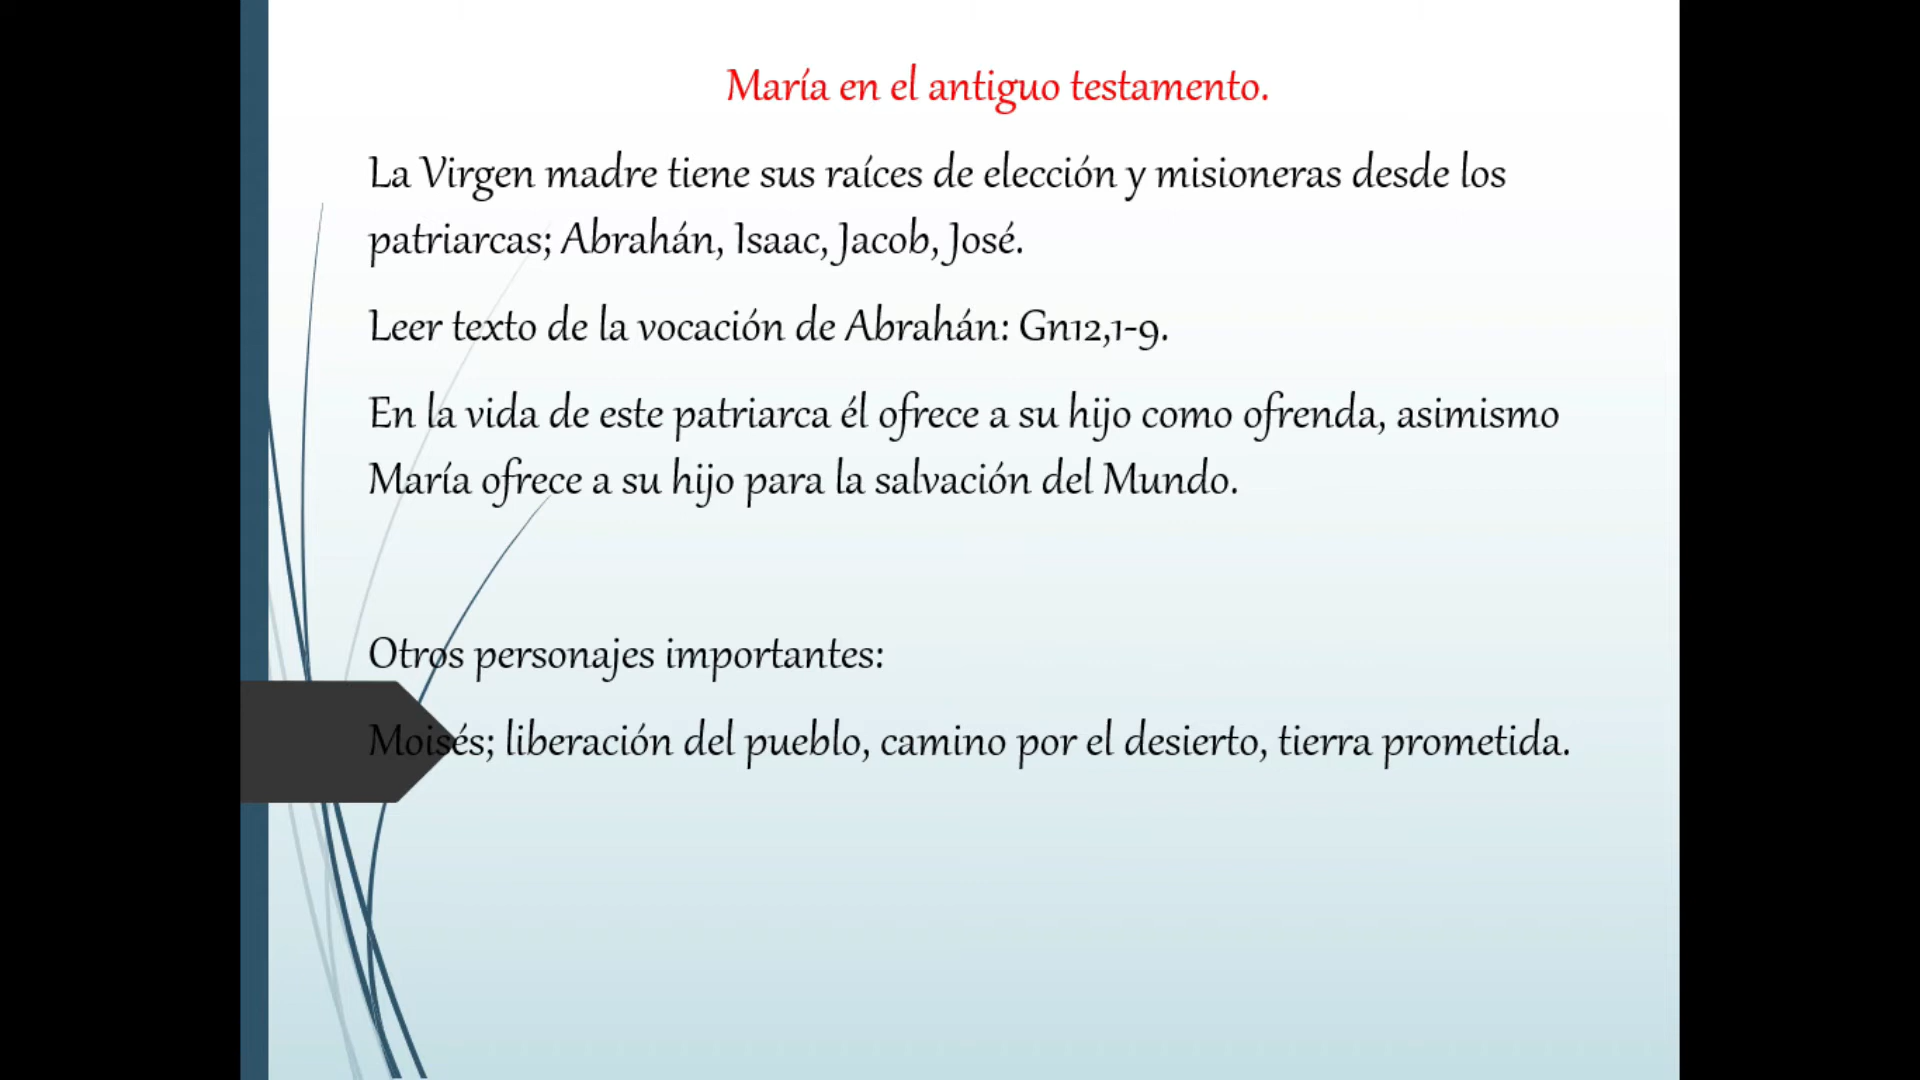 María en el antiguo testamento.
La Virgen madre tiene sus raíces de elección y misioneras desde los
patriarcas; Abrahán, Isaac, Jacob, José.
Leer texto de la vocación de Abrahán: Gn12,1-9.
En la vida de este patriarca él ofrece a su hijo como ofrenda, asimismo
María ofrece a su hijo para la salvación del Mundo.
Otros personajes importantes:
Moisés; liberación del pueblo, camino por el desierto, tierra prometida.